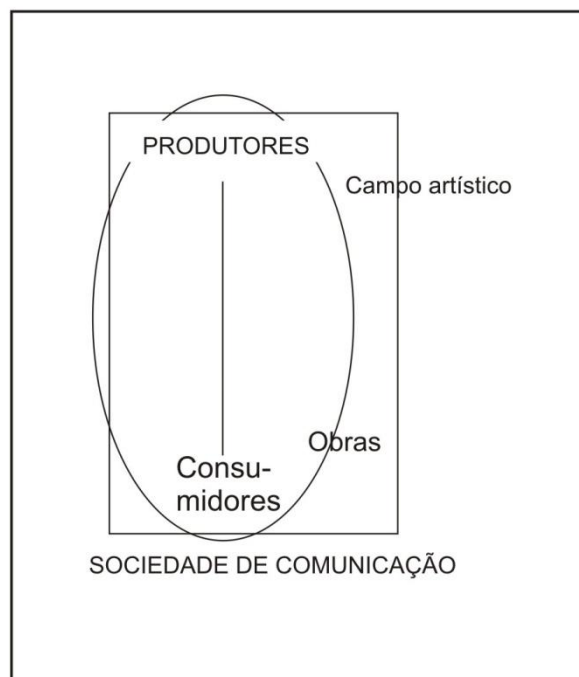 PRODUTORES
Campo artístico
Obras
Consu-
midores
SOCIEDADE DE COMUNICAÇÃO